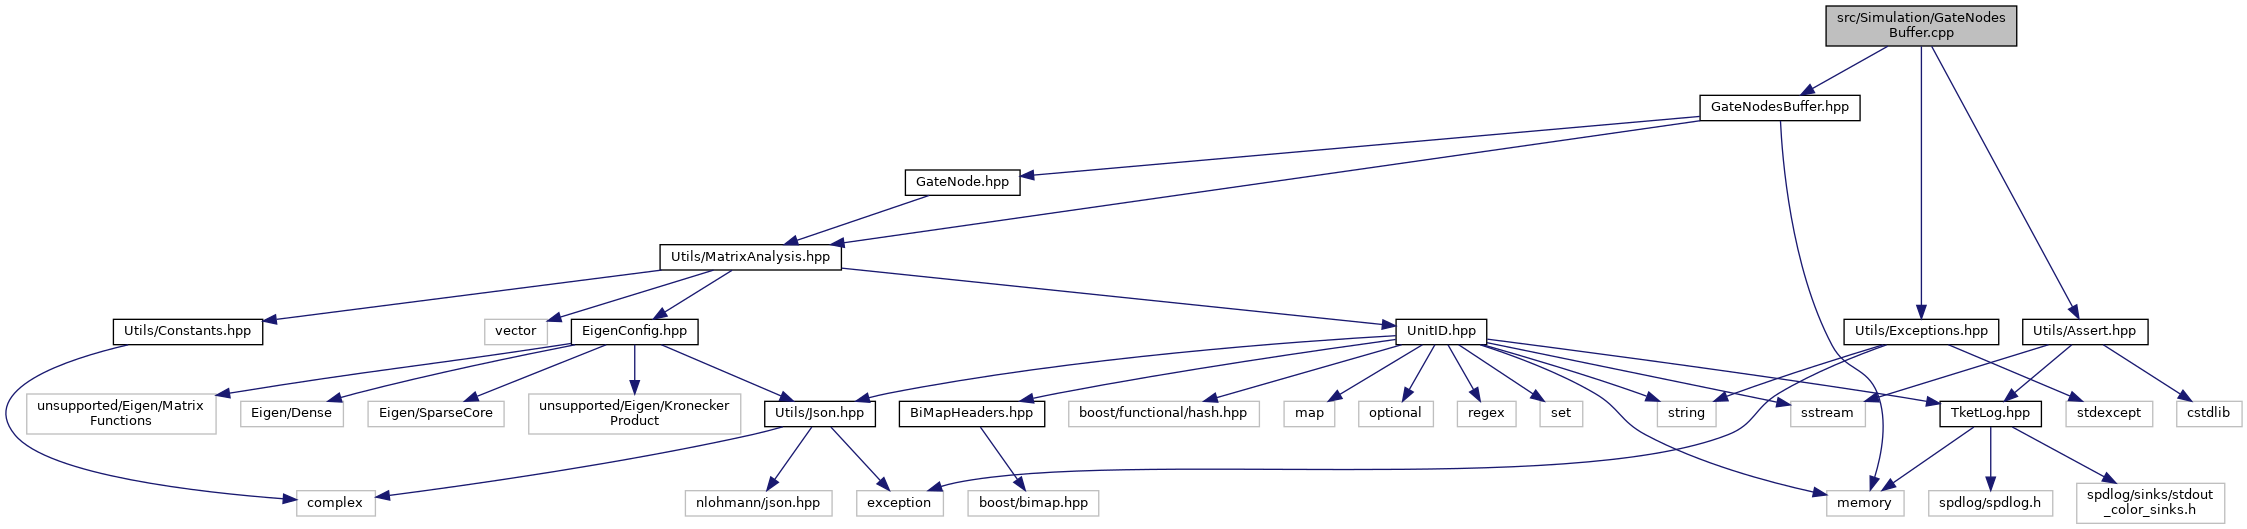 src/Simulation/GateNodes
Buffer.cpp
GateNodesBuffer.hpp
GateNode.hpp
Utils/MatrixAnalysis.hpp
Utils/Constants.hpp
vector
EigenConfig.hpp
UnitID.hpp
Utils/Exceptions.hpp
Utils/Assert.hpp
unsupported/Eigen/Matrix
Functions
Eigen/Dense
Eigen/SparseCore
unsupported/Eigen/Kronecker
Product
Utils/Json.hpp
BiMapHeaders.hpp
boost/functional/hash.hpp
map
optional
regex
set
string
sstream
TketLog.hpp
stdexcept
cstdlib
complex
nlohmann/json.hpp
exception
boost/bimap.hpp
memory
spdlog/spdlog.h
spdlog/sinks/stdout
_color_sinks.h